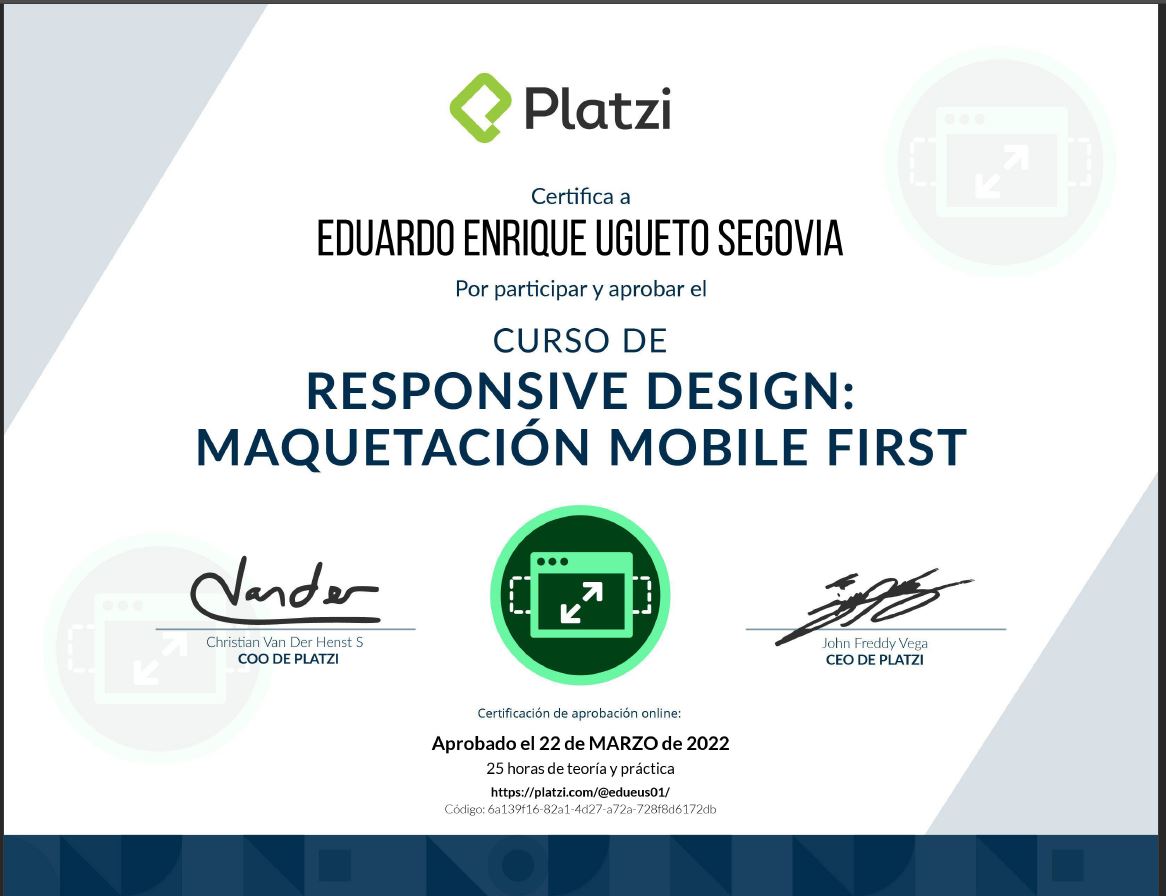 Platzi
Certifica a
EDUARDO ENRIQUE UGUETO SEGOVIA
Por participar y aprobar el
CURSO DE
RESPONSIVE DESIGN:
MAQUETACIÓN MOBILE FIRST
Vander
Christian Van Der Henst S
COO DE PLATZI
John Freddy Vega
CEO DE PLATZI
Certificación de aprobación online:
Aprobado el 22 de MARZO de 2022
25 horas de teoría y práctica
https://platzi.com/@edueus01/
Código: 6a139f16-82a1-4d27-a72a-728f8d6172db